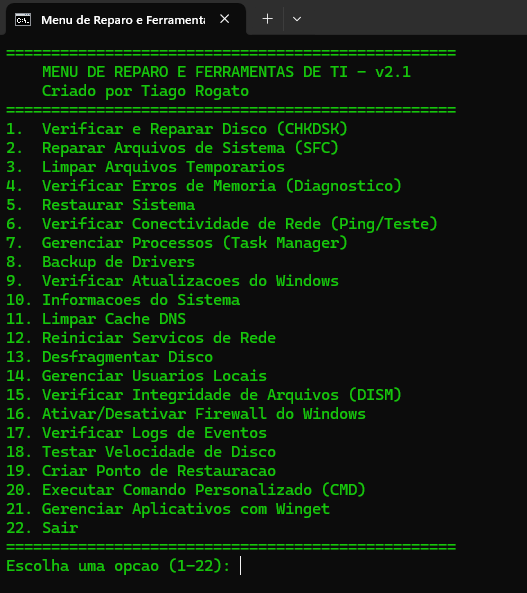 Menu de Reparo e Ferramenta
==================================================
MENU DE REPARO E FERRAMENTAS DE TI - v2.1
Criado por Tiago Rogato
==================================================
1. Verificar e Reparar Disco (CHKDSK)
2. Reparar Arquivos de Sistema (SFC)
3. Limpar Arquivos Temporarios
4. Verificar Erros de Memoria (Diagnostico)
5. Restaurar Sistema
6. Verificar Conectividade de Rede (Ping/Teste)
7. Gerenciar Processos (Task Manager)
8. Backup de Drivers
9. Verificar Atualizacoes do Windows
10. Informacoes do Sistema
11. Limpar Cache DNS
12. Reiniciar Servicos de Rede
13. Desfragmentar Disco
14. Gerenciar Usuarios Locais
15. Verificar Integridade de Arquivos (DISM)
16. Ativar/Desativar Firewall do Windows
17. Verificar Logs de Eventos
18. Testar Velocidade de Disco
19. Criar Ponto de Restauracao
20. Executar Comando Personalizado (CMD)
21. Gerenciar Aplicativos com Winget
22. Sair
==================================================
Escolha uma opcao (1-22):